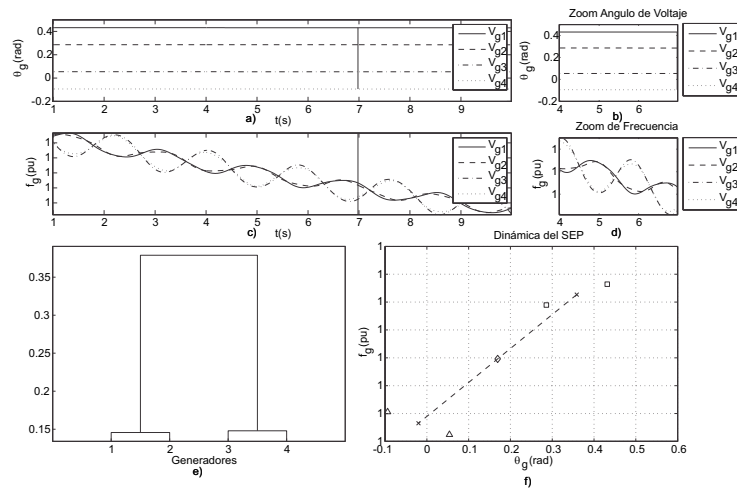 θg(rad)
0.4
0.2
0
-0.2
1 2 3 4 5 6 7 8 9
a)
t(s)
Vg1
Vg2
Vg3
Vg4
Zoom Angulo de Voltaje
θg(rad)
0.4
0.2
0
-0.2
4 5 6
b)
Vg1
Vg2
Vg3
Vg4
fg(pu)
1
1
1
1
1
1 2 3 4 5 6 7 8 9
c)
t(s)
Vg1
Vg2
Vg3
Vg4
Zoom de Frecuencia
fg(pu)
1
1
1
1
1
4 5 6
d)
Vg1
Vg2
Vg3
Vg4
0.35
0.3
0.25
0.2
0.15
1 2 3 4
Generadores
e)
Dinámica del SEP
fg(pu)
1
1
1
1
1
1
1
1
-0.1 0 0.1 0.2 0.3 0.4 0.5 0.6
θg(rad)
f)